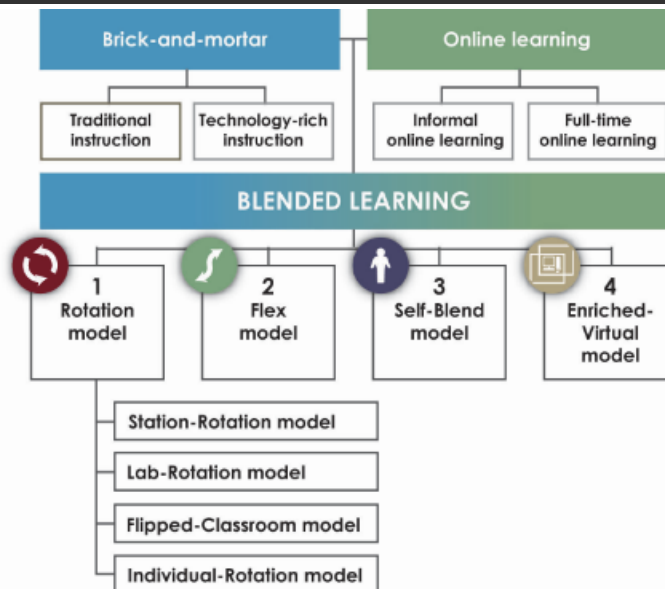 Brick-and-mortar
Online learning
Traditional
instruction
Technology-rich
instruction
Informal
online learning
Full-time
online learning
BLENDED LEARNING
1
Rotation
model
2
Flex
model
3
Self-Blend
model
4
Enriched-
Virtual
model
Station-Rotation model
Lab-Rotation model
Flipped-Classroom model
Individual-Rotation model